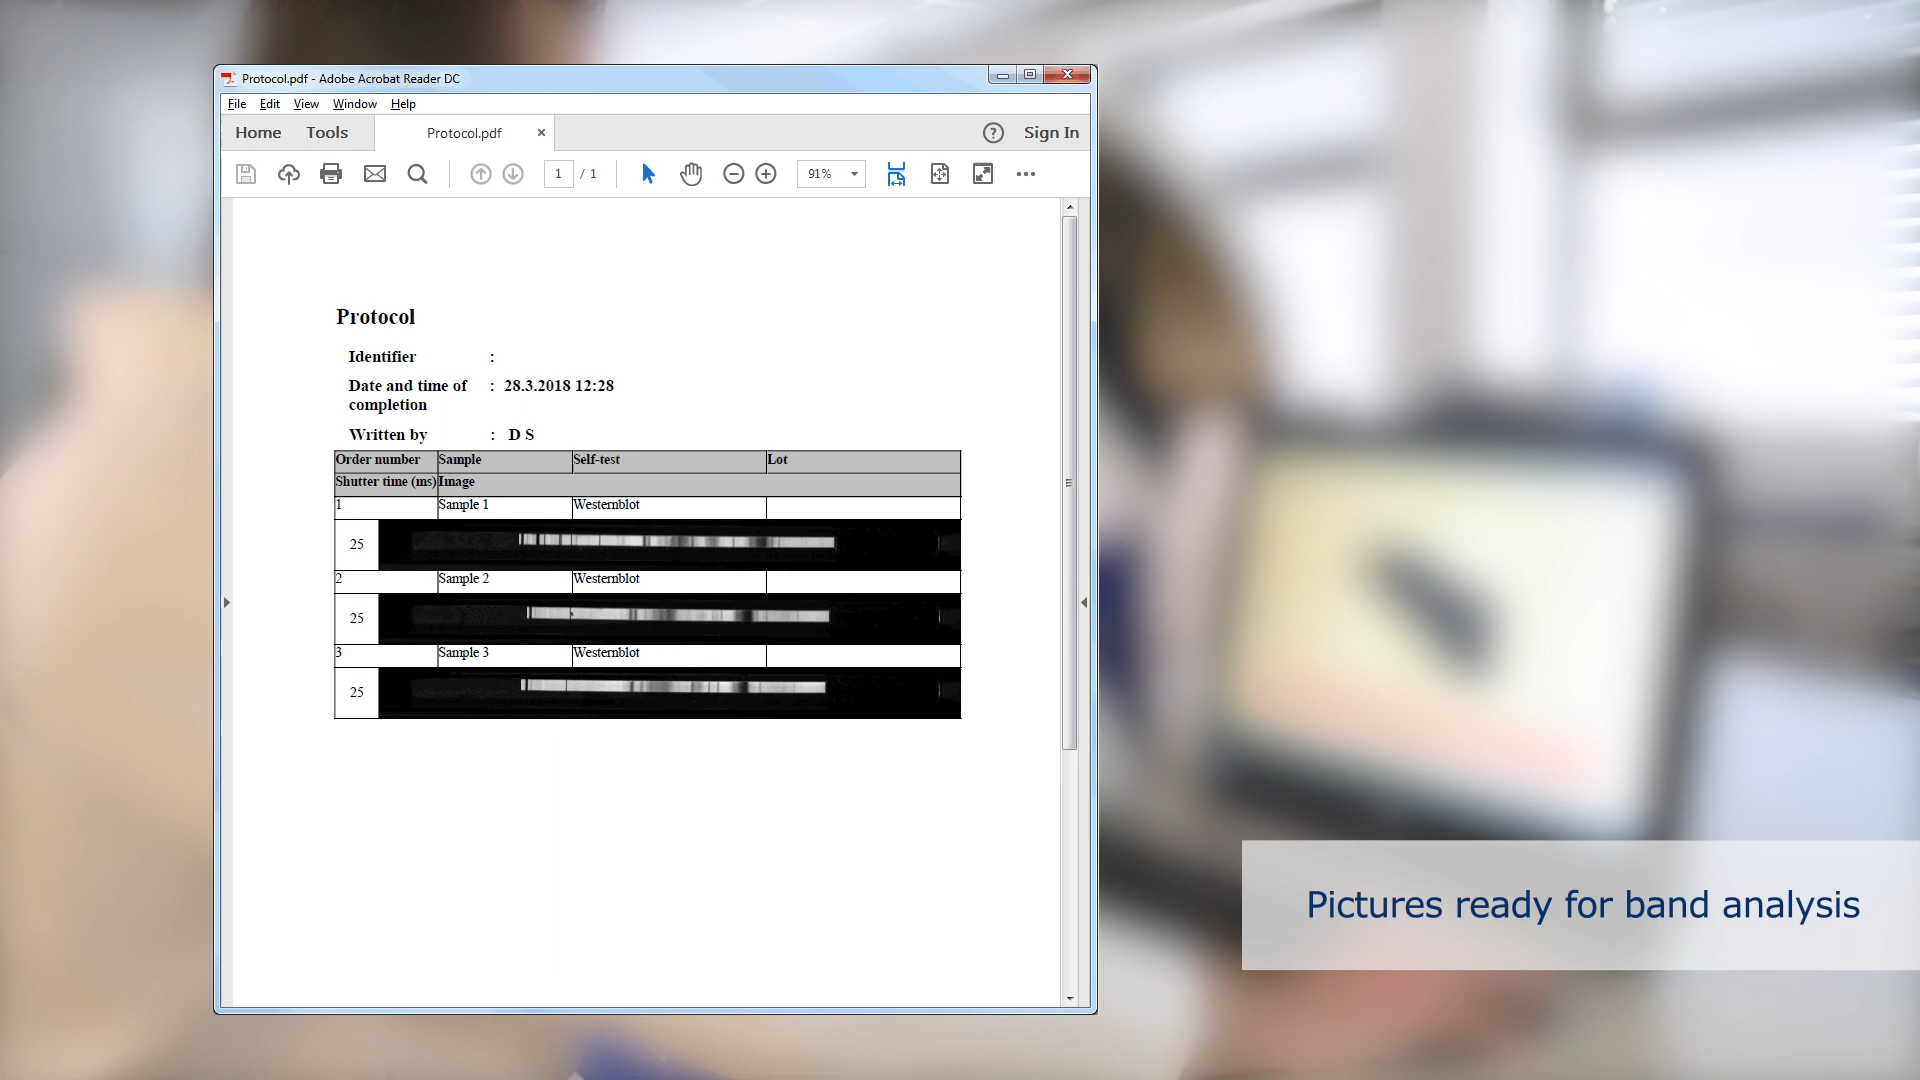 Protocol.pdf - Adobe Acrobat Reader DC
File Edit View Window Help
Home Tools Protocol.pdf × ? Sign In
1 / 1 91%
Protocol
Identifier :
Date and time of : 28.3.2018 12:28
completion
Written by : D S
Order number Sample Self-test Lot
Shutter time (ms) Image
1 Sample 1 Westernblot
25
2 Sample 2 Westernblot
25
3 Sample 3 Westernblot
25
Pictures ready for band analysis